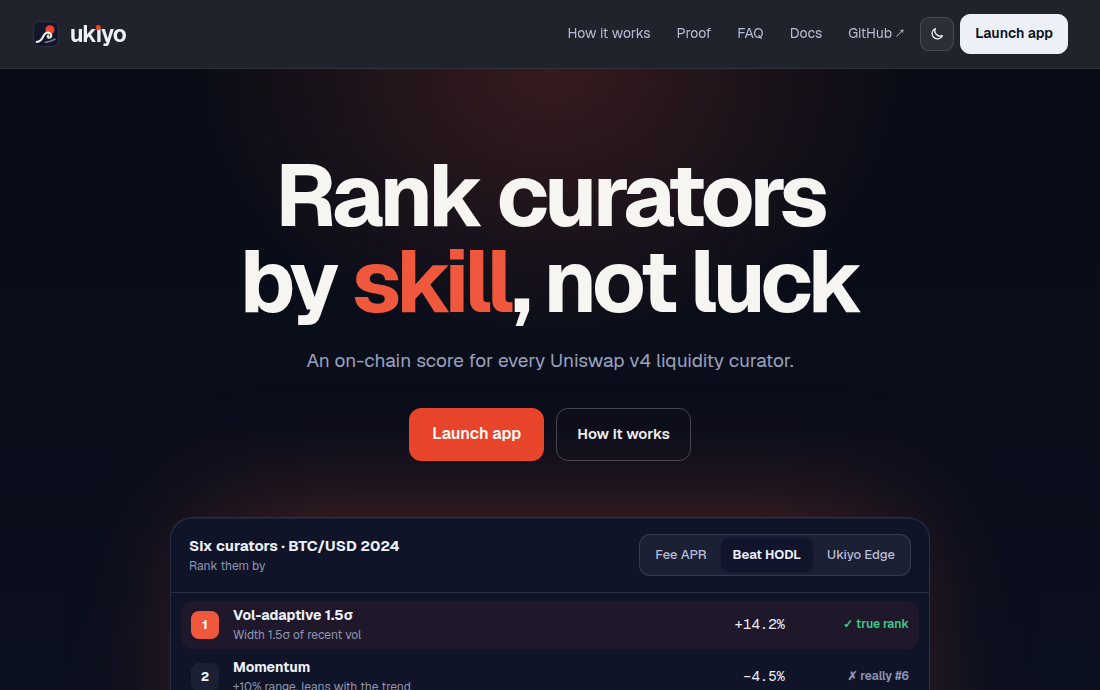 ukiyo
How it works
Proof
FAQ
Docs
GitHub ↗
Launch app
Rank curators
by skill, not luck
An on-chain score for every Uniswap v4 liquidity curator.
Launch app
How it works
Six curators · BTC/USD 2024
Rank them by
Fee APR
Beat HODL
Ukiyo Edge
1
Vol-adaptive 1.5σ
Width 1.5σ of recent vol
+14.2%
✓ true rank
2
Momentum
±10% range, leans with the trend
−4.5%
✗ really #6